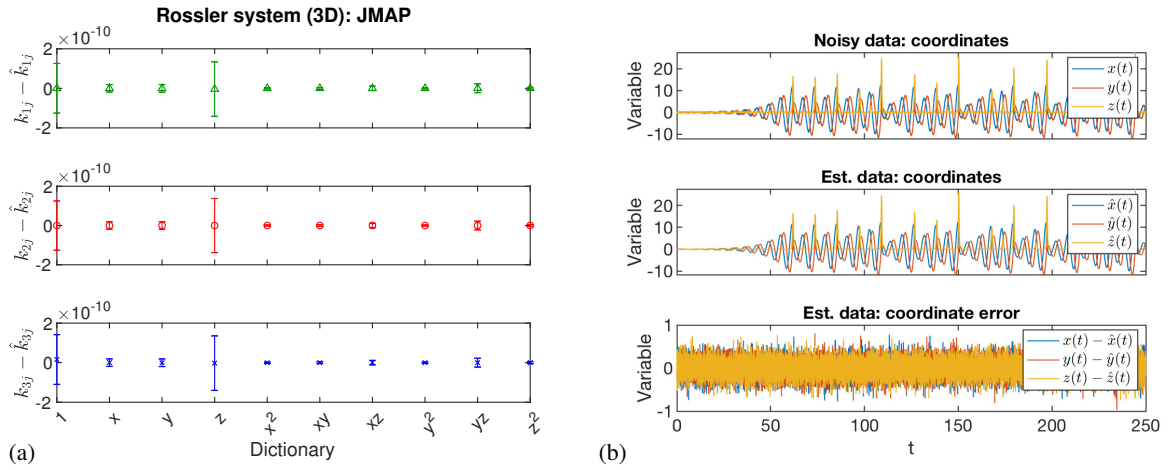 Rossler system (3D): JMAP
×10⁻¹⁰
2
0
-2
k₁ⱼ − k̂₁ⱼ
×10⁻¹⁰
2
0
-2
k₂ⱼ − k̂₂ⱼ
×10⁻¹⁰
2
0
-2
k₃ⱼ − k̂₃ⱼ
1 x y z x² xy xz y² yz z²
Dictionary
(a)
Noisy data: coordinates
20
10
0
-10
Variable
x(t)
y(t)
z(t)
Est. data: coordinates
20
10
0
-10
Variable
x̂(t)
ŷ(t)
ẑ(t)
Est. data: coordinate error
1
0
-1
Variable
x(t) − x̂(t)
y(t) − ŷ(t)
z(t) − ẑ(t)
0 50 100 150 200 250
t
(b)